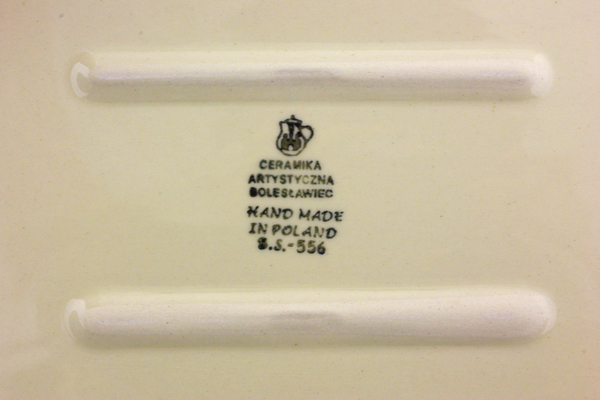 CERAMIKA
ARTYSTYCZNA
BOLESŁAWIEC
HAND MADE
IN POLAND
S.S.-556